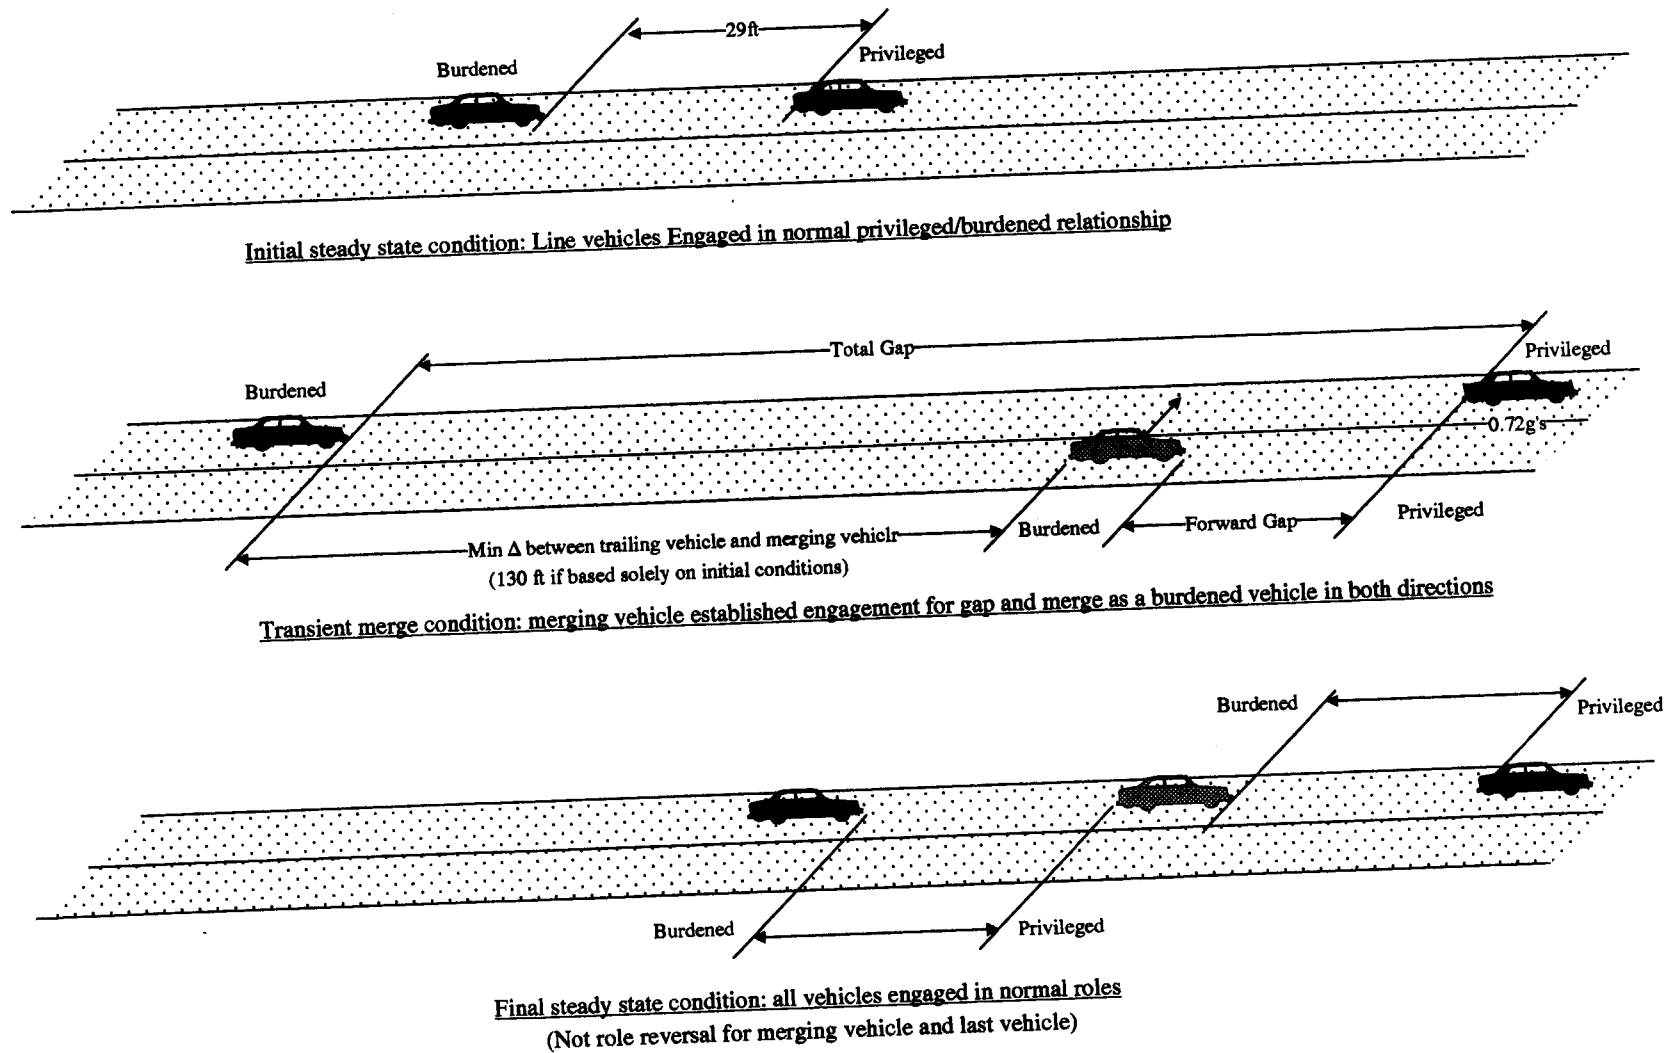 29ft
Burdened
Privileged
Initial steady state condition: Line vehicles Engaged in normal privileged/burdened relationship
Total Gap
Privileged
Burdened
0.72g's
Min Δ between trailing vehicle and merging vehiclr
(130 ft if based solely on initial conditions)
Burdened
Forward Gap
Privileged
Transient merge condition: merging vehicle established engagement for gap and merge as a burdened vehicle in both directions
Burdened
Privileged
Burdened
Privileged
Final steady state condition: all vehicles engaged in normal roles
(Not role reversal for merging vehicle and last vehicle)